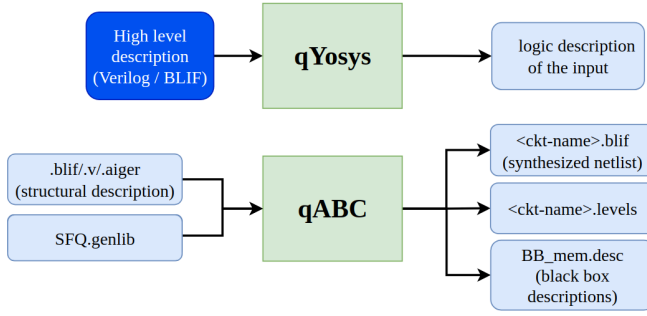 High level
description
(Verilog / BLIF)
qYosys
logic description
of the input
.blif/.v/.aiger
(structural description)
SFQ.genlib
qABC
<ckt-name>.blif
(synthesized netlist)
<ckt-name>.levels
BB_mem.desc
(black box
descriptions)